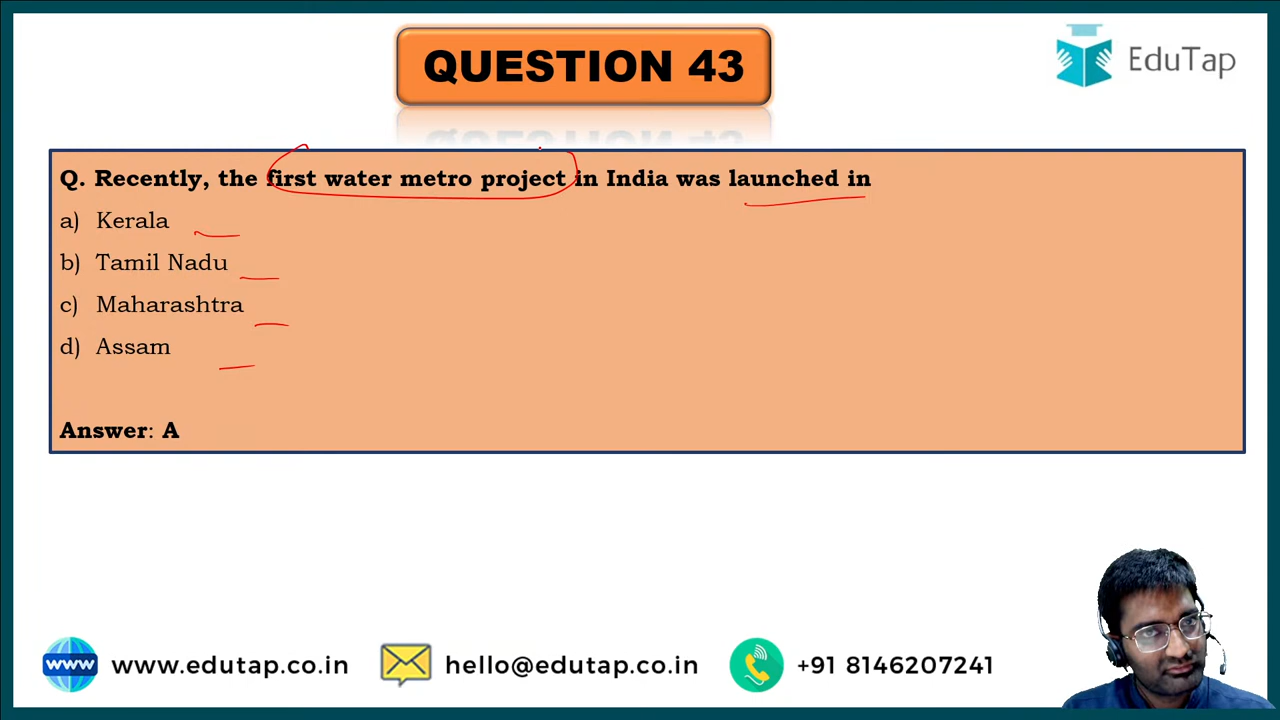 QUESTION 43
EduTap
Q. Recently, the first water metro project in India was launched in
a) Kerala
b) Tamil Nadu
c) Maharashtra
d) Assam
Answer: A
www www.edutap.co.in hello@edutap.co.in +91 8146207241